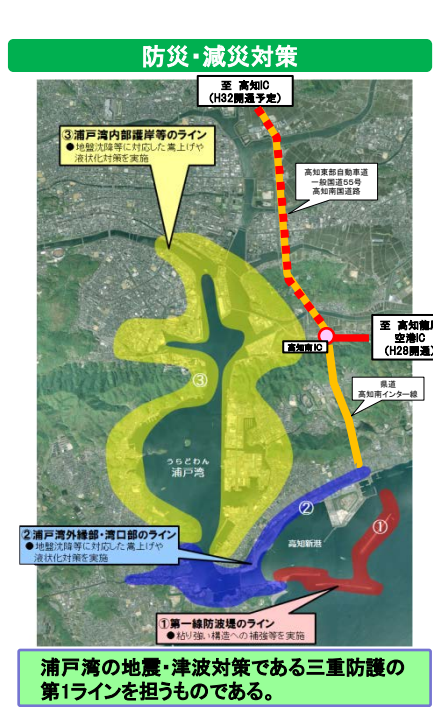 防災・減災対策
至 高知IC
(H32開通予定)
③浦戸湾内部護岸等のライン
●地盤沈降等に対応した嵩上げや
液状化対策を実施
高知東部自動車道
一般国道55号
高知南国道路
至 高知龍馬
空港IC
(H28開通)
高知南IC
県道
高知南インター線
③
うらどわん
浦戸湾
②
①
高知新港
②浦戸湾外縁部・湾口部のライン
●地盤沈降等に対応した嵩上げや
液状化対策を実施
①第一線防波堤のライン
●粘り強い構造への補強等を実施
浦戸湾の地震・津波対策である三重防護の
第1ラインを担うものである。